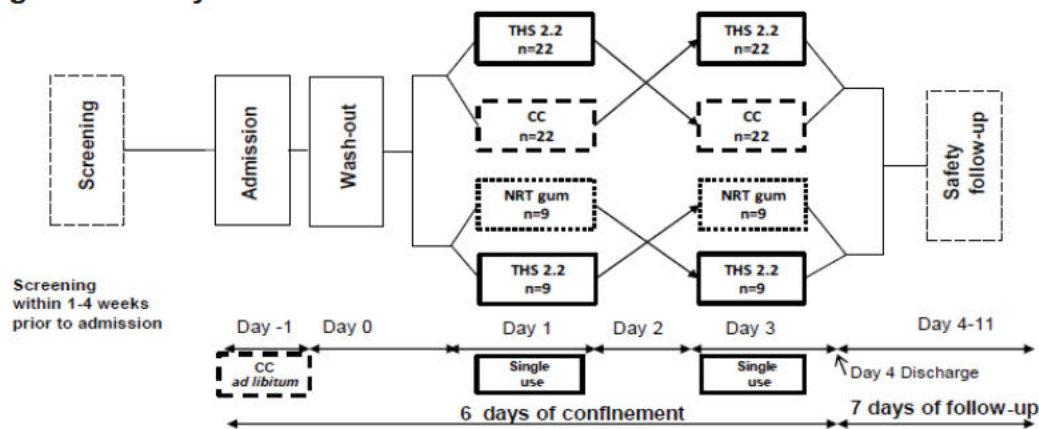 THS 2.2
n=22
THS 2.2
n=22
Screening
Admission
Wash-out
CC
n=22
CC
n=22
Safety
follow-up
NRT gum
n=9
NRT gum
n=9
THS 2.2
n=9
THS 2.2
n=9
Screening
within 1-4 weeks
prior to admission
Day -1
Day 0
Day 1
Day 2
Day 3
Day 4-11
CC
ad libitum
Single
use
Single
use
Day 4 Discharge
6 days of confinement
7 days of follow-up